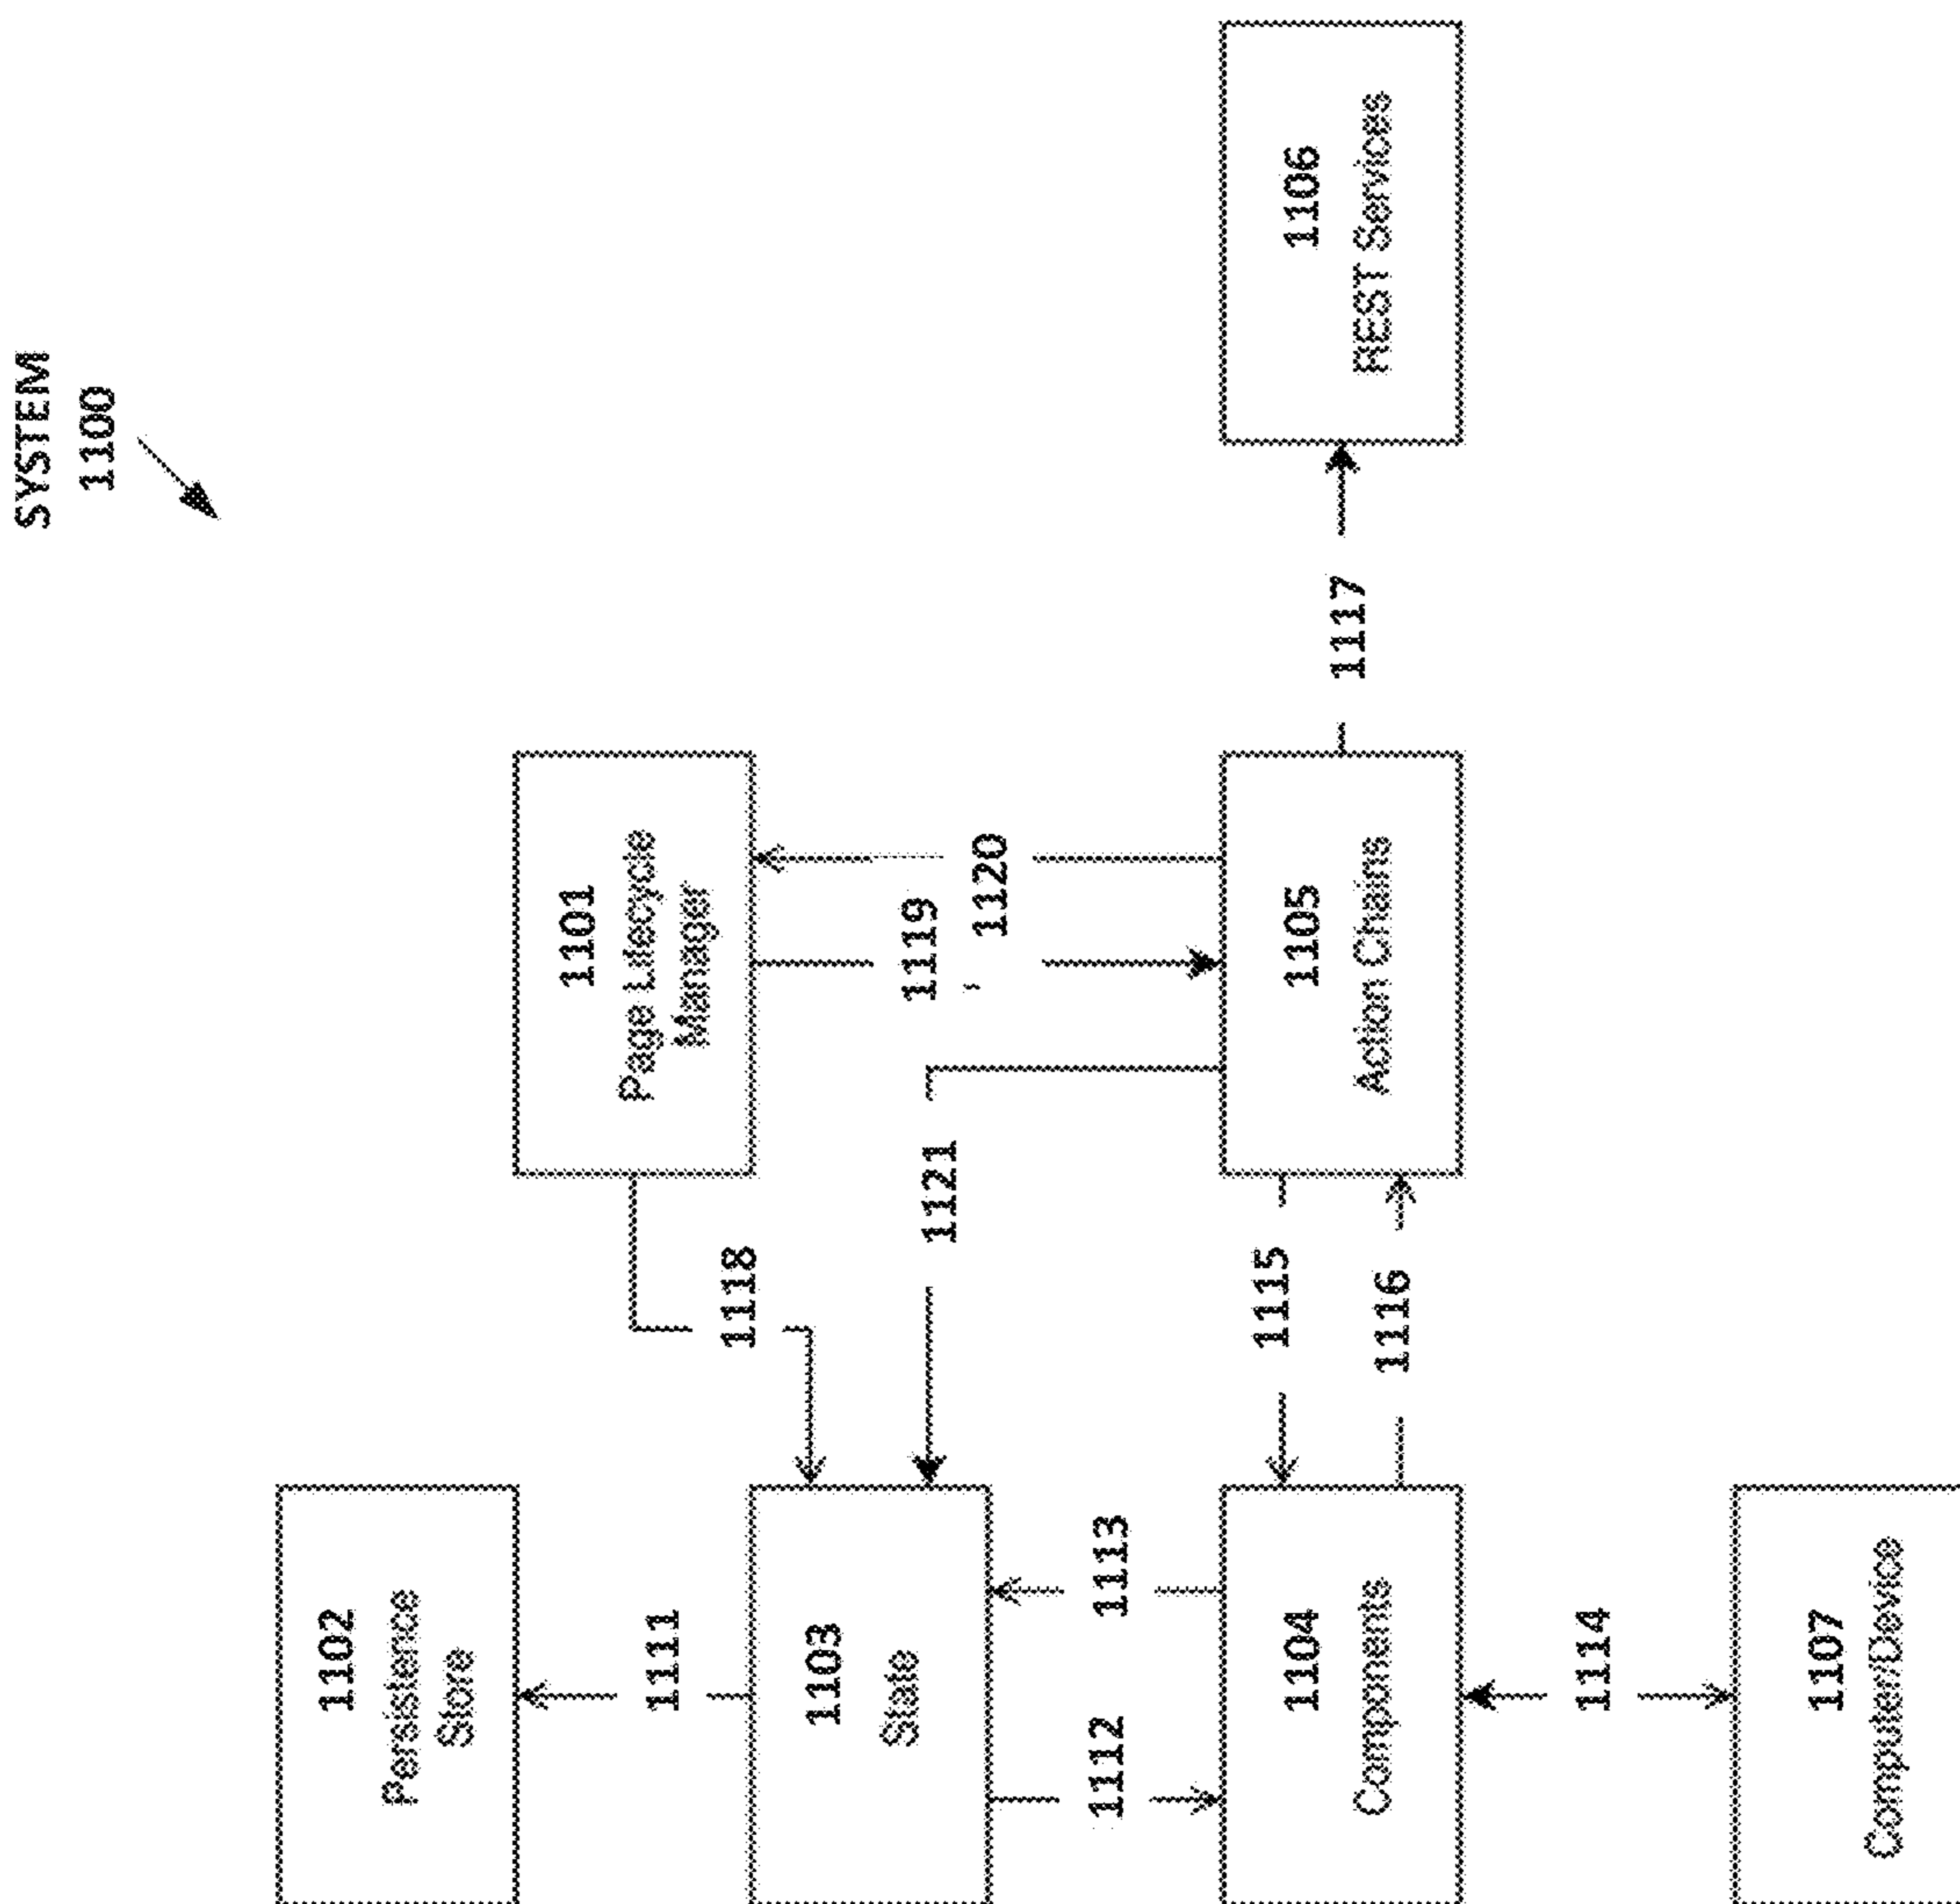 SYSTEM
1100
1102
Persistence
Store
1101
Page Lifecycle
Manager
1111
1118
1103
State
1121
1119
1120
1112
1113
1104
Components
1115
1116
1105
Action Chains
1117
1106
REST Services
1114
1107
Computer/Device